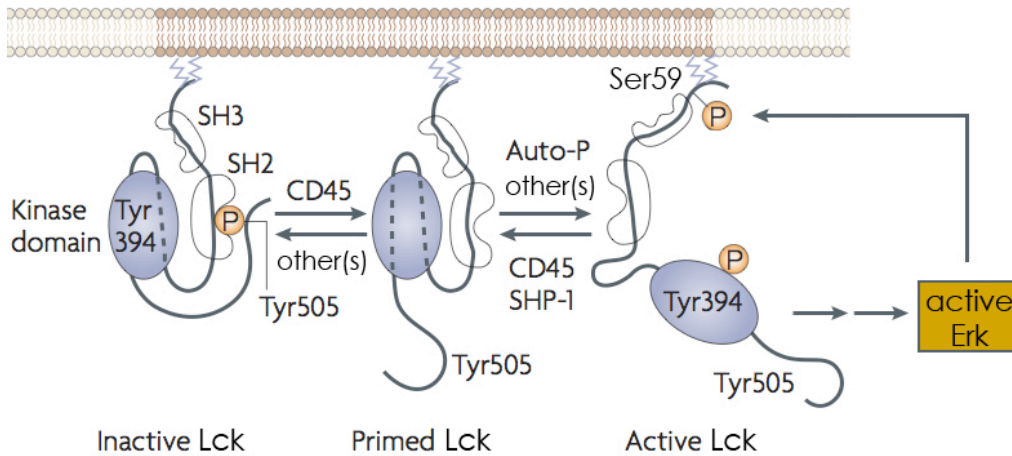 Ser59
P
SH3
SH2
Auto-P
other(s)
Kinase
domain
Tyr
394
P
CD45
other(s)
Tyr505
CD45
SHP-1
P
Tyr394
active
Erk
Tyr505
Tyr505
Inactive Lck
Primed Lck
Active Lck